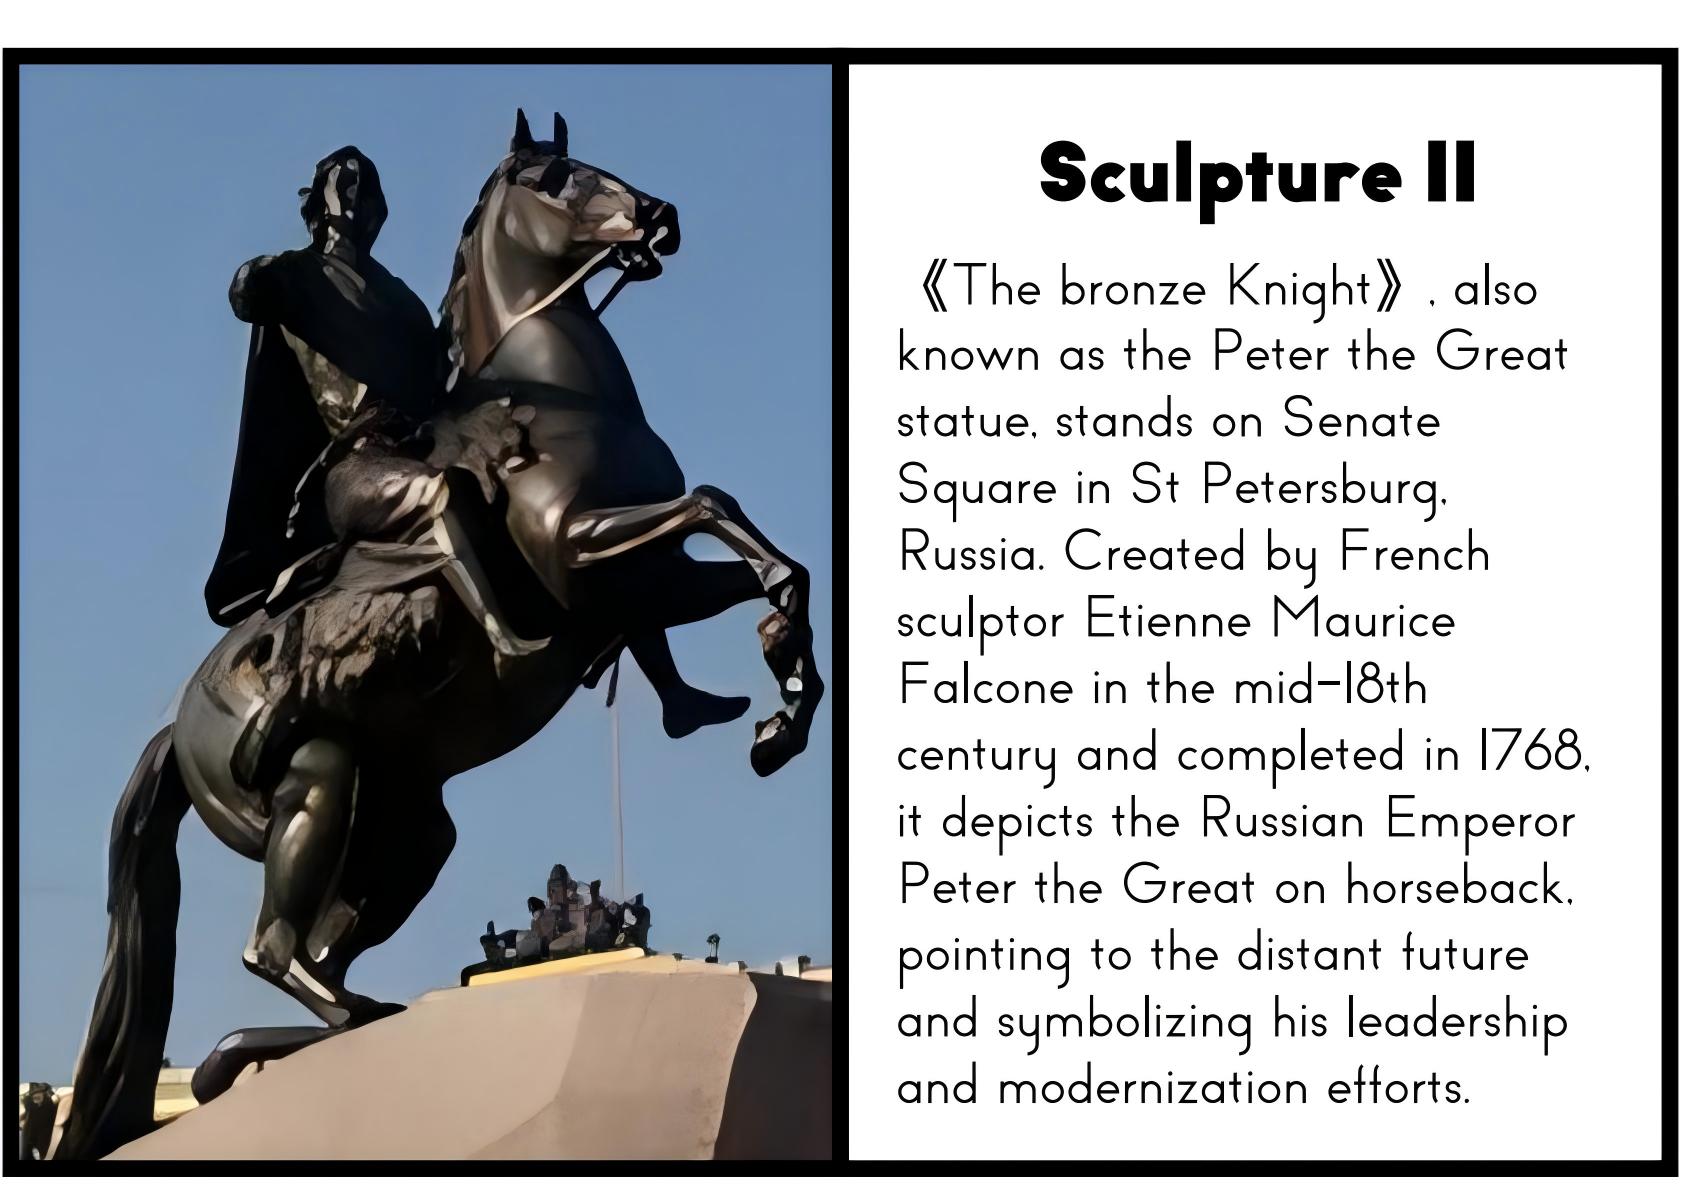 Sculpture II
《The bronze Knight》, also
known as the Peter the Great
statue, stands on Senate
Square in St Petersburg,
Russia. Created by French
sculptor Etienne Maurice
Falcone in the mid-18th
century and completed in 1768,
it depicts the Russian Emperor
Peter the Great on horseback,
pointing to the distant future
and symbolizing his leadership
and modernization efforts.